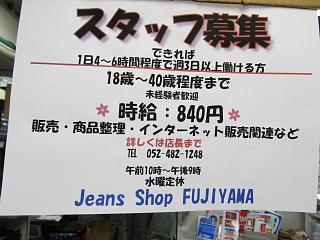 スタッフ募集
できれば
1日4～6時間程度で週3日以上働ける方
18歳～40歳程度まで
未経験者歓迎
時給：840円
販売・商品整理・インターネット販売関連など
詳しくは店長まで
TEL 052-482-1248
午前10時～午後9時
水曜定休
Jeans Shop FUJIYAMA